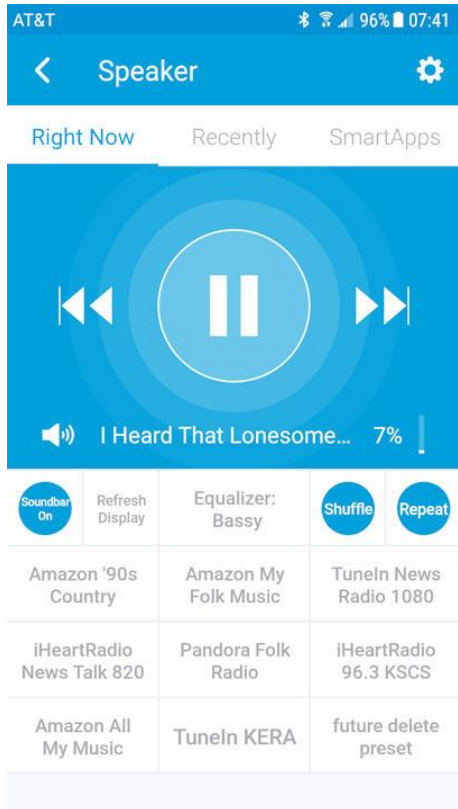 AT&T 96% 07:41
Speaker
Right Now Recently SmartApps
I Heard That Lonesome... 7%
Soundbar
On
Refresh
Display
Equalizer:
Bassy
Shuffle
Repeat
Amazon '90s
Country
Amazon My
Folk Music
TuneIn News
Radio 1080
iHeartRadio
News Talk 820
Pandora Folk
Radio
iHeartRadio
96.3 KSCS
Amazon All
My Music
TuneIn KERA
future delete
preset